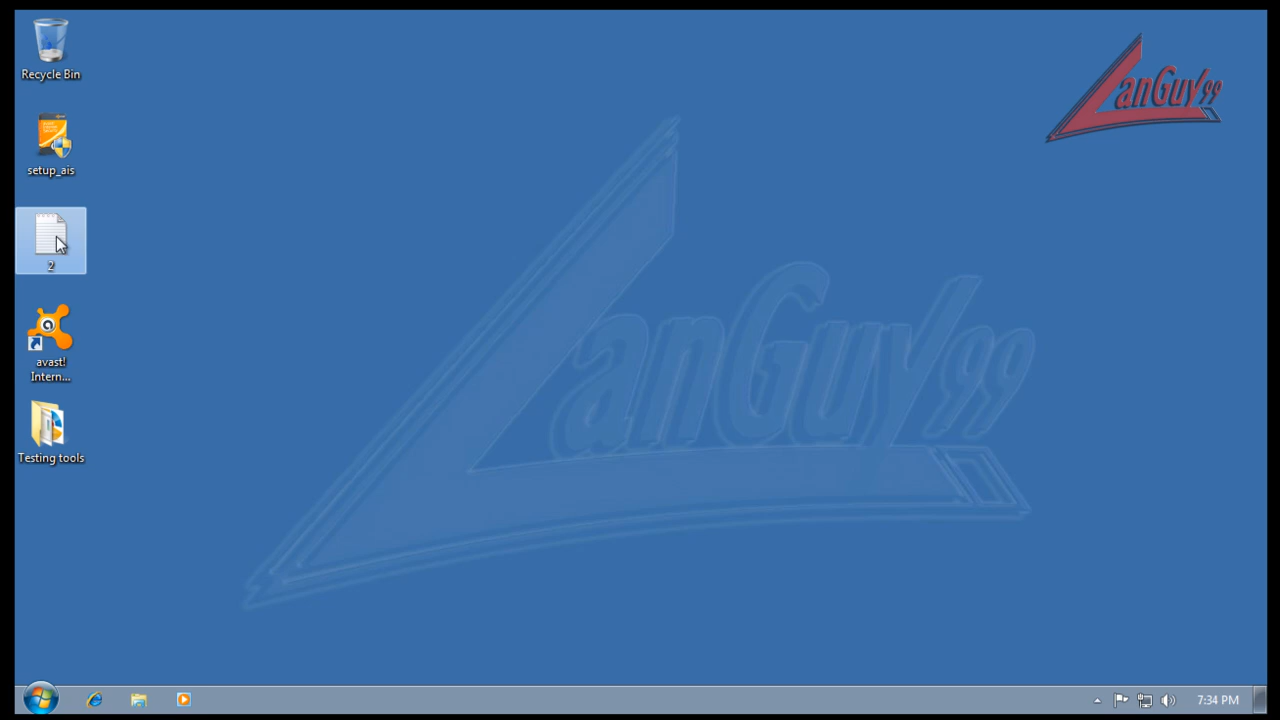 Recycle Bin
LanGuy99
setup_ais
2
LanGuy99
avast!
Intern...
Testing tools
7:34 PM